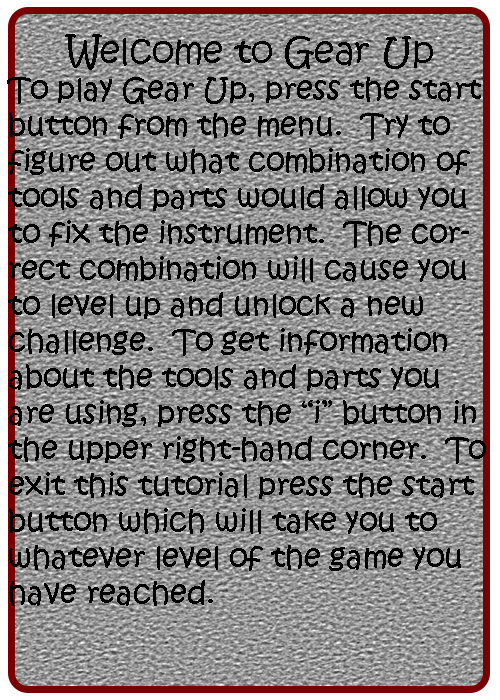 Welcome to Gear Up
To play Gear Up, press the start
button from the menu.  Try to
figure out what combination of
tools and parts would allow you
to fix the instrument.  The cor-
rect combination will cause you
to level up and unlock a new
challenge.  To get information
about the tools and parts you
are using, press the “i” button in
the upper right-hand corner.  To
exit this tutorial press the start
button which will take you to
whatever level of the game you
have reached.